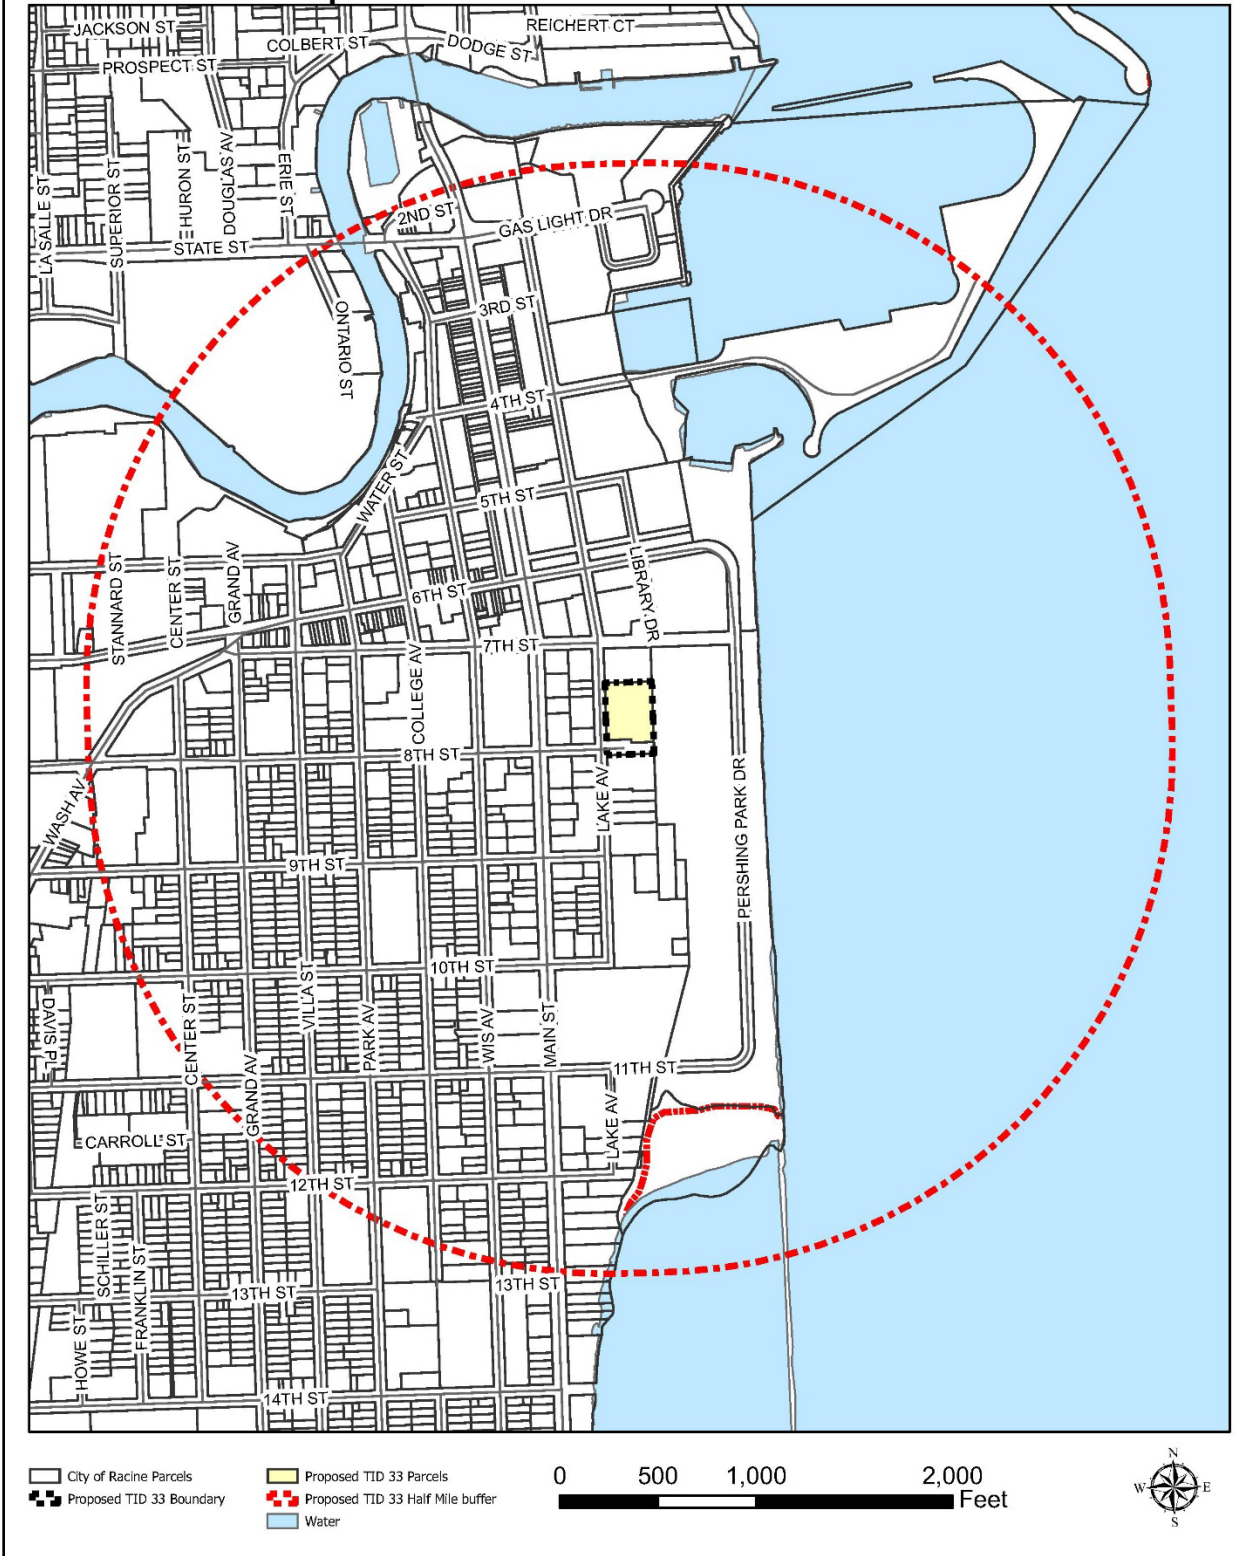 JACKSON ST
REICHERT CT
COLBERT ST
DODGE ST
PROSPECT ST
LA SALLE ST
SUPERIOR ST
HURON ST
DOUGLAS AV
ERIE ST
2ND ST
GAS LIGHT DR
STATE ST
ONTARIO ST
3RD ST
4TH ST
WATER ST
5TH ST
STANNARD ST
CENTER ST
GRAND AV
6TH ST
LIBRARY DR
7TH ST
COLLEGE AV
8TH ST
WASH AV
LAKE AV
PERSHING PARK DR
9TH ST
10TH ST
DAVIS PL
CENTER ST
VILLA ST
GRAND AV
PARK AV
WIS AV
MAIN ST
11TH ST
LAKE AV
CARROLL ST
12TH ST
SCHILLER ST
FRANKLIN ST
13TH ST
13TH ST
HOWE ST
14TH ST
City of Racine Parcels
Proposed TID 33 Boundary
Proposed TID 33 Parcels
Proposed TID 33 Half Mile buffer
Water
0 500 1,000 2,000
Feet
N
W E
S